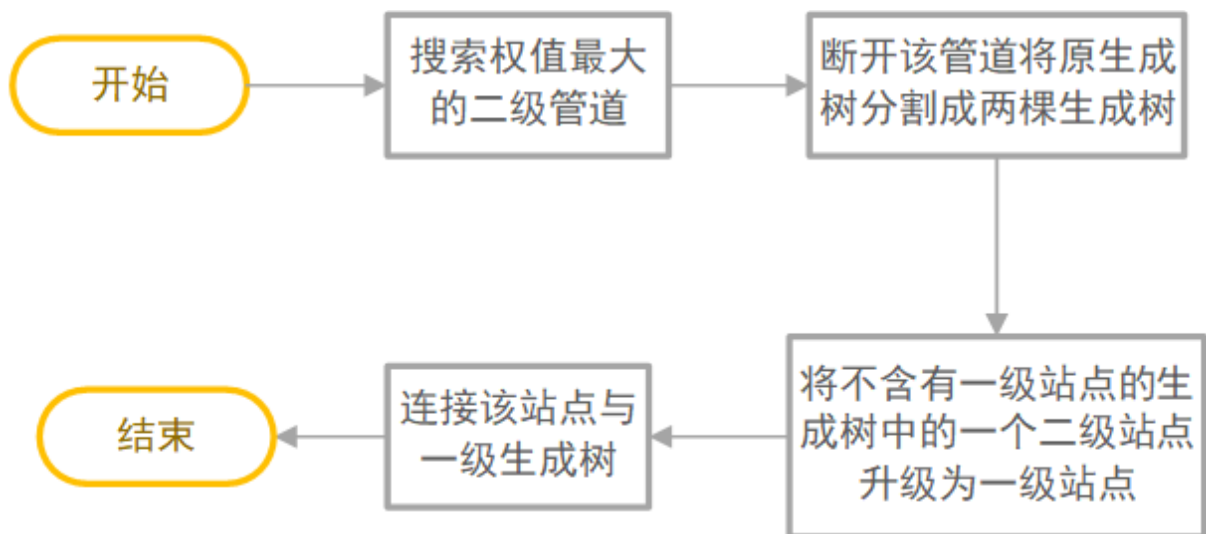 开始
搜索权值最大
的二级管道
断开该管道将原生成
树分割成两棵生成树
将不含有一级站点的生
成树中的一个二级站点
升级为一级站点
连接该站点与
一级生成树
结束